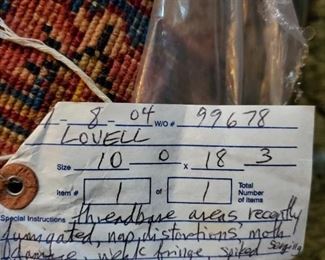 1 - 8 - 04 W/O # 99678
LOVELL
Size 10 0 x 18 3
Item # 1 of 1 Total Number of Items
Special Instructions threadbare areas, recently
fumigated, nap distortions, moth
damage, weak fringe,